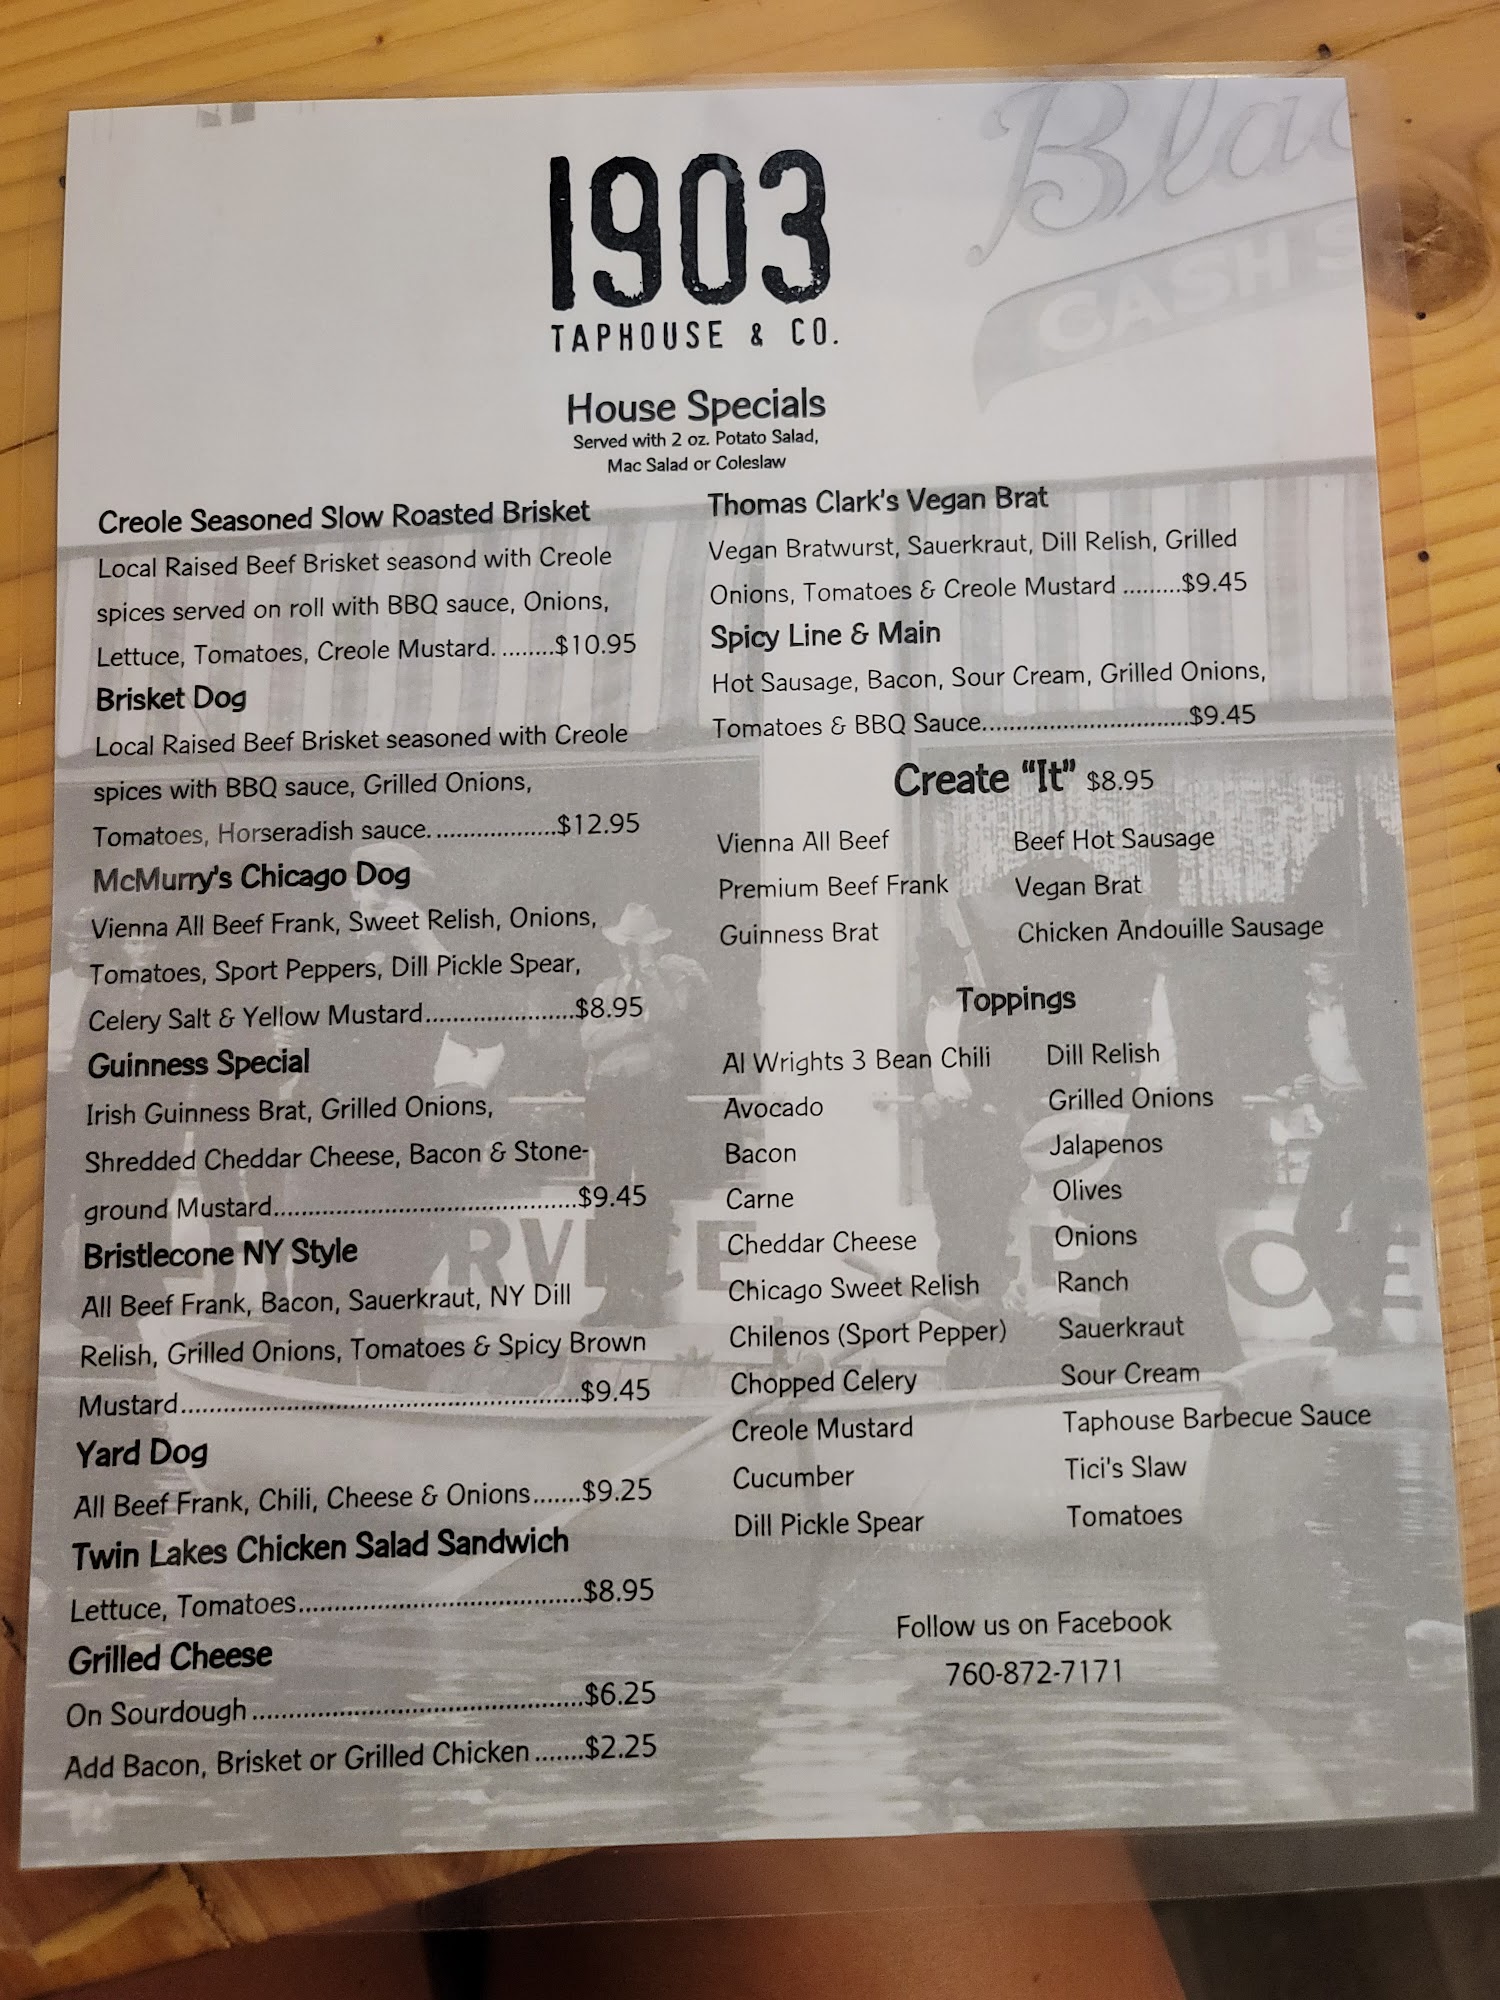 Blac
CASH S
1903
TAPHOUSE & CO.
House Specials
Served with 2 oz. Potato Salad,
Mac Salad or Coleslaw
Creole Seasoned Slow Roasted Brisket
Local Raised Beef Brisket seasond with Creole
spices served on roll with BBQ sauce, Onions,
Lettuce, Tomatoes, Creole Mustard.........$10.95
Brisket Dog
Local Raised Beef Brisket seasoned with Creole
spices with BBQ sauce, Grilled Onions,
Tomatoes, Horseradish sauce...................$12.95
McMurry's Chicago Dog
Vienna All Beef Frank, Sweet Relish, Onions,
Tomatoes, Sport Peppers, Dill Pickle Spear,
Celery Salt & Yellow Mustard.....................$8.95
Guinness Special
Irish Guinness Brat, Grilled Onions,
Shredded Cheddar Cheese, Bacon & Stone-
ground Mustard...........................................$9.45
Bristlecone NY Style
All Beef Frank, Bacon, Sauerkraut, NY Dill
Relish, Grilled Onions, Tomatoes & Spicy Brown
Mustard........................................................$9.45
Yard Dog
All Beef Frank, Chili, Cheese & Onions.......$9.25
Twin Lakes Chicken Salad Sandwich
Lettuce, Tomatoes........................................$8.95
Grilled Cheese
On Sourdough...............................................$6.25
Add Bacon, Brisket or Grilled Chicken.......$2.25
Thomas Clark's Vegan Brat
Vegan Bratwurst, Sauerkraut, Dill Relish, Grilled
Onions, Tomatoes & Creole Mustard .........$9.45
Spicy Line & Main
Hot Sausage, Bacon, Sour Cream, Grilled Onions,
Tomatoes & BBQ Sauce.............................$9.45
Create "It" $8.95
Vienna All Beef
Premium Beef Frank
Guinness Brat
Beef Hot Sausage
Vegan Brat
Chicken Andouille Sausage
Toppings
Al Wrights 3 Bean Chili
Avocado
Bacon
Carne
Cheddar Cheese
Chicago Sweet Relish
Chilenos (Sport Pepper)
Chopped Celery
Creole Mustard
Cucumber
Dill Pickle Spear
Dill Relish
Grilled Onions
Jalapenos
Olives
Onions
Ranch
Sauerkraut
Sour Cream
Taphouse Barbecue Sauce
Tici's Slaw
Tomatoes
Follow us on Facebook
760-872-7171